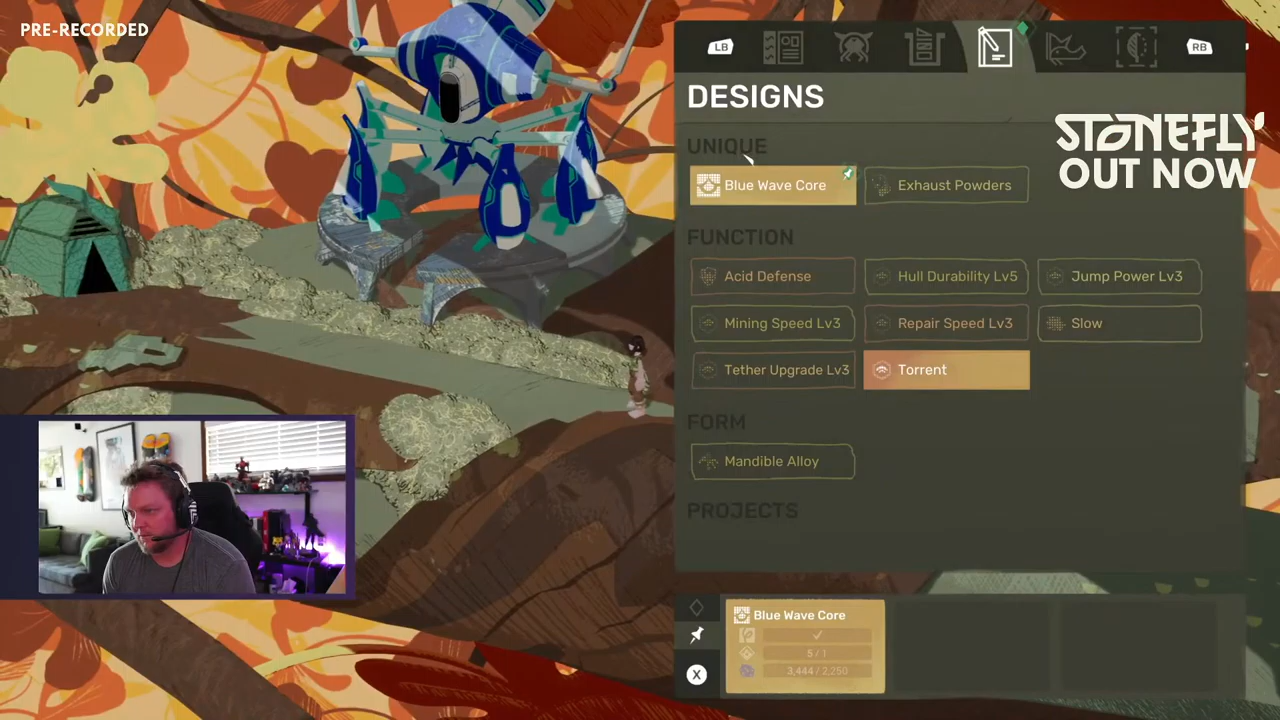 PRE-RECORDED
LB
RB
DESIGNS
STONEFLY
OUT NOW
UNIQUE
Blue Wave Core
Exhaust Powders
FUNCTION
Acid Defense
Hull Durability Lv5
Jump Power Lv3
Mining Speed Lv3
Repair Speed Lv3
Slow
Tether Upgrade Lv3
Torrent
FORM
Mandible Alloy
PROJECTS
Blue Wave Core
5 / 1
3,444 / 2,250
X